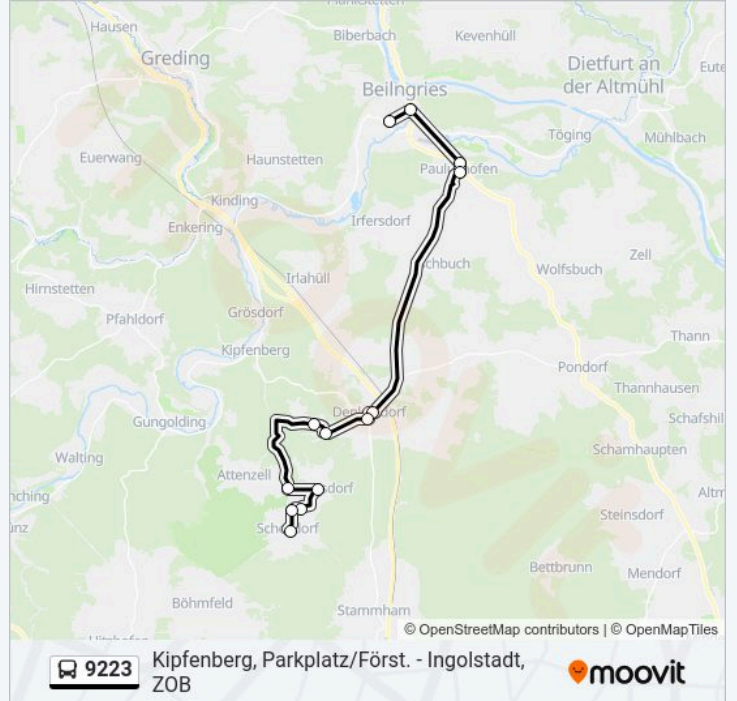 Hausen
Biberbach
Kevenhüll
Greding
Beilngries
Dietfurt an
der Altmühl
Töging
Mühlbach
Euerwang
Haunstetten
Kinding
Enkering
Irfersdorf
Zell
Wolfsbuch
Irlahüll
Hirnstetten
Pfahldorf
Grösdorf
Kipfenberg
Thann
Pondorf
Thannhausen
Gungolding
Schafshil
Schamhaupten
Walting
Attenzell
Steinsdorf
Bettbrunn
Mendorf
Böhmfeld
Stammham
© OpenStreetMap contributors | © OpenMapTiles
9223
Kipfenberg, Parkplatz/Först. - Ingolstadt,
ZOB
moovit